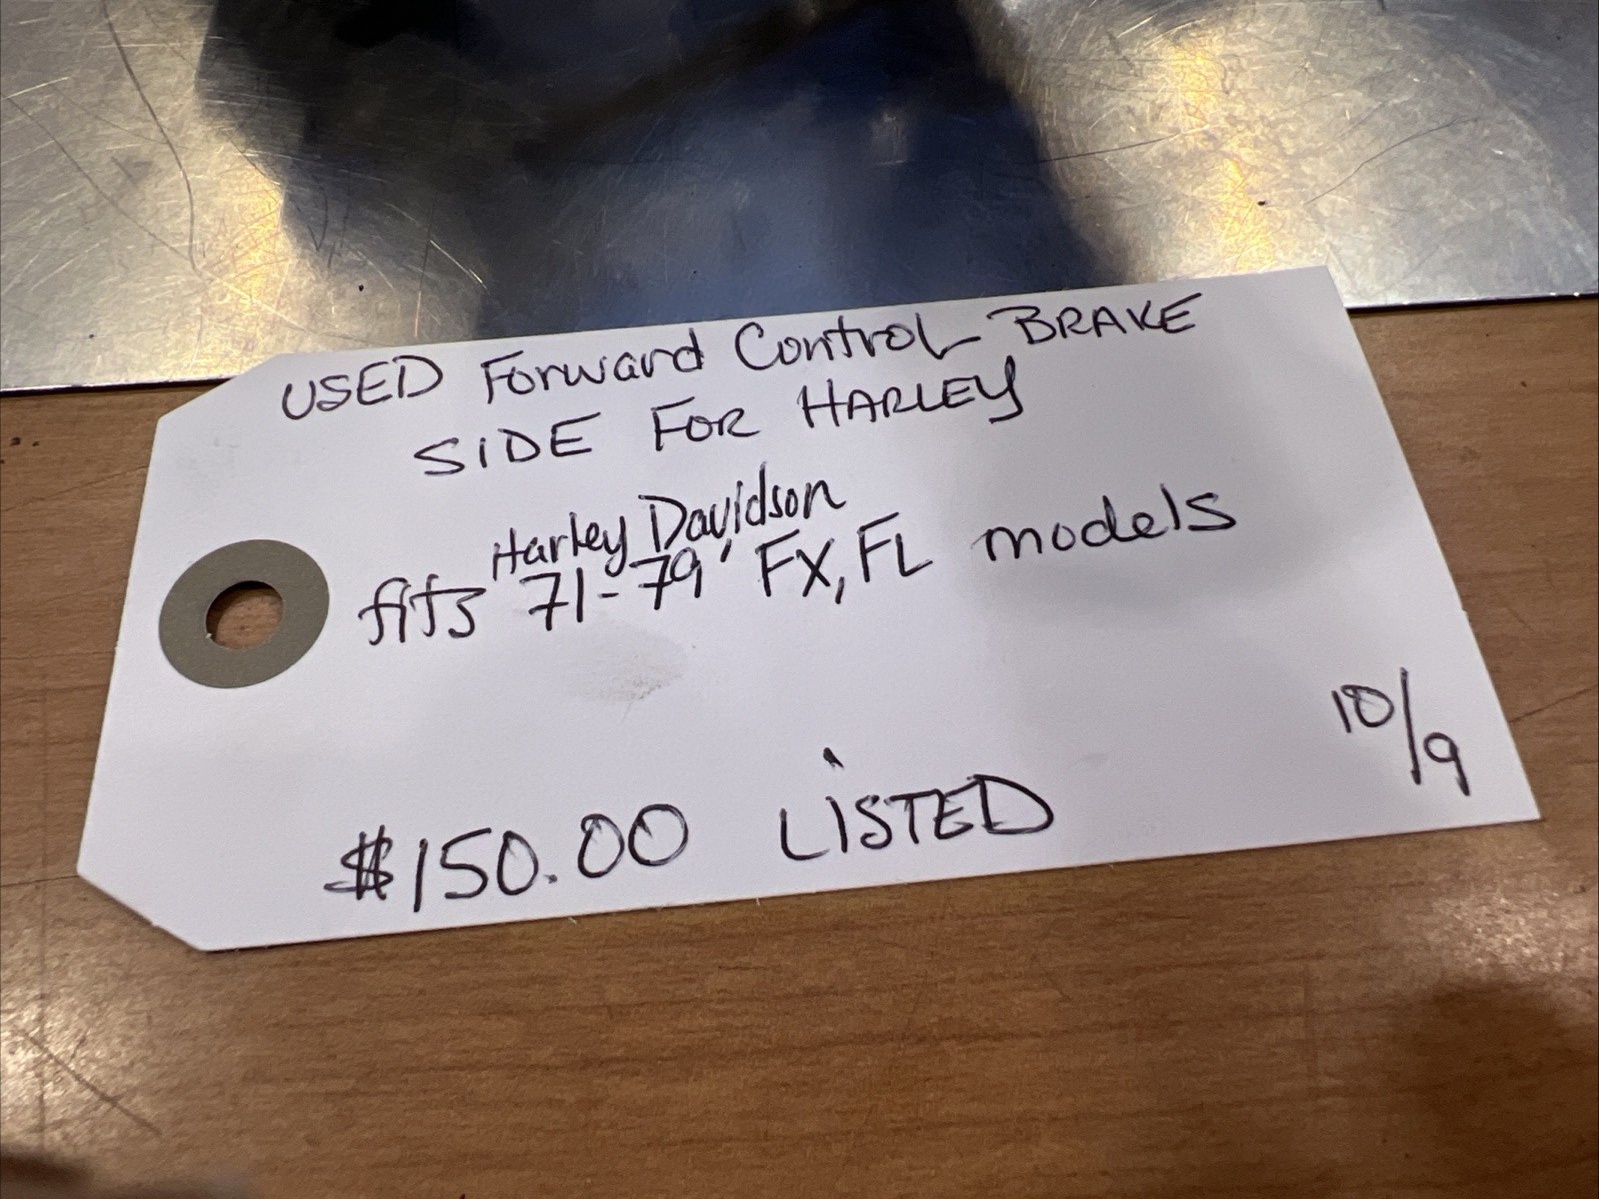 USED Forward Control BRAKE
SIDE FOR HARLEY
Harley Davidson
fits 71-79' FX, FL models
10/9
$150.00 LISTED